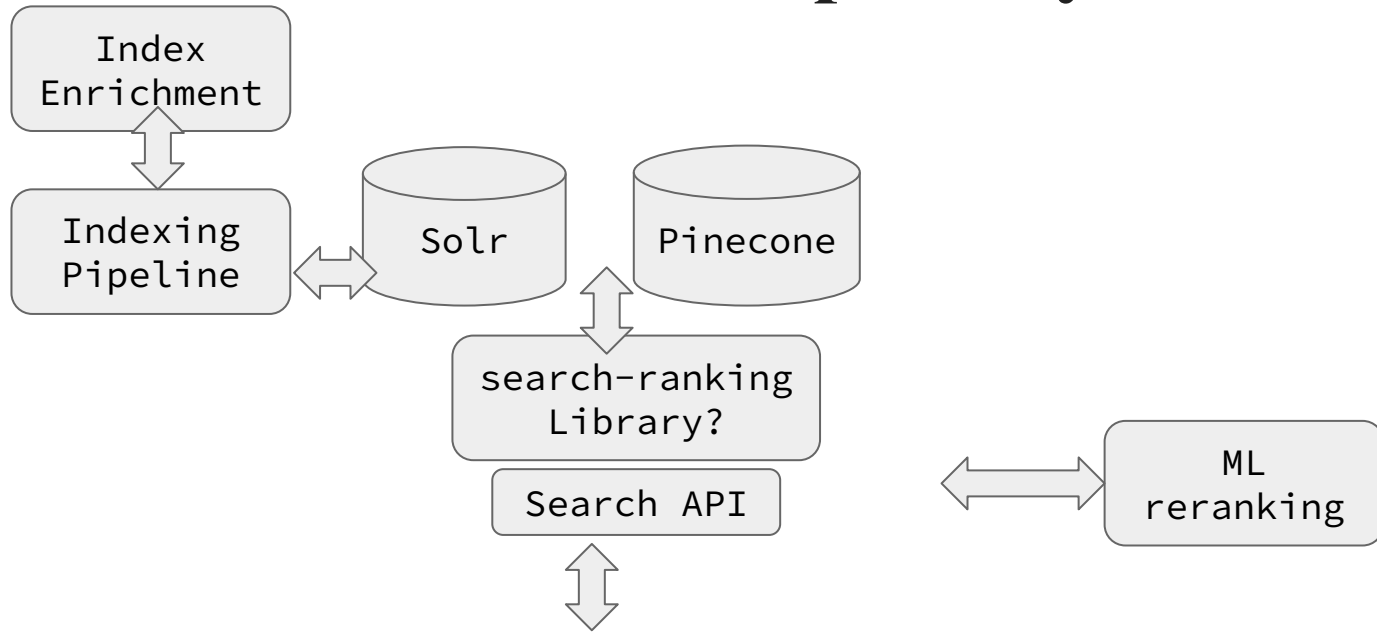 Index
Enrichment
Indexing
Pipeline
Solr
Pinecone
search-ranking
Library?
Search API
ML
reranking